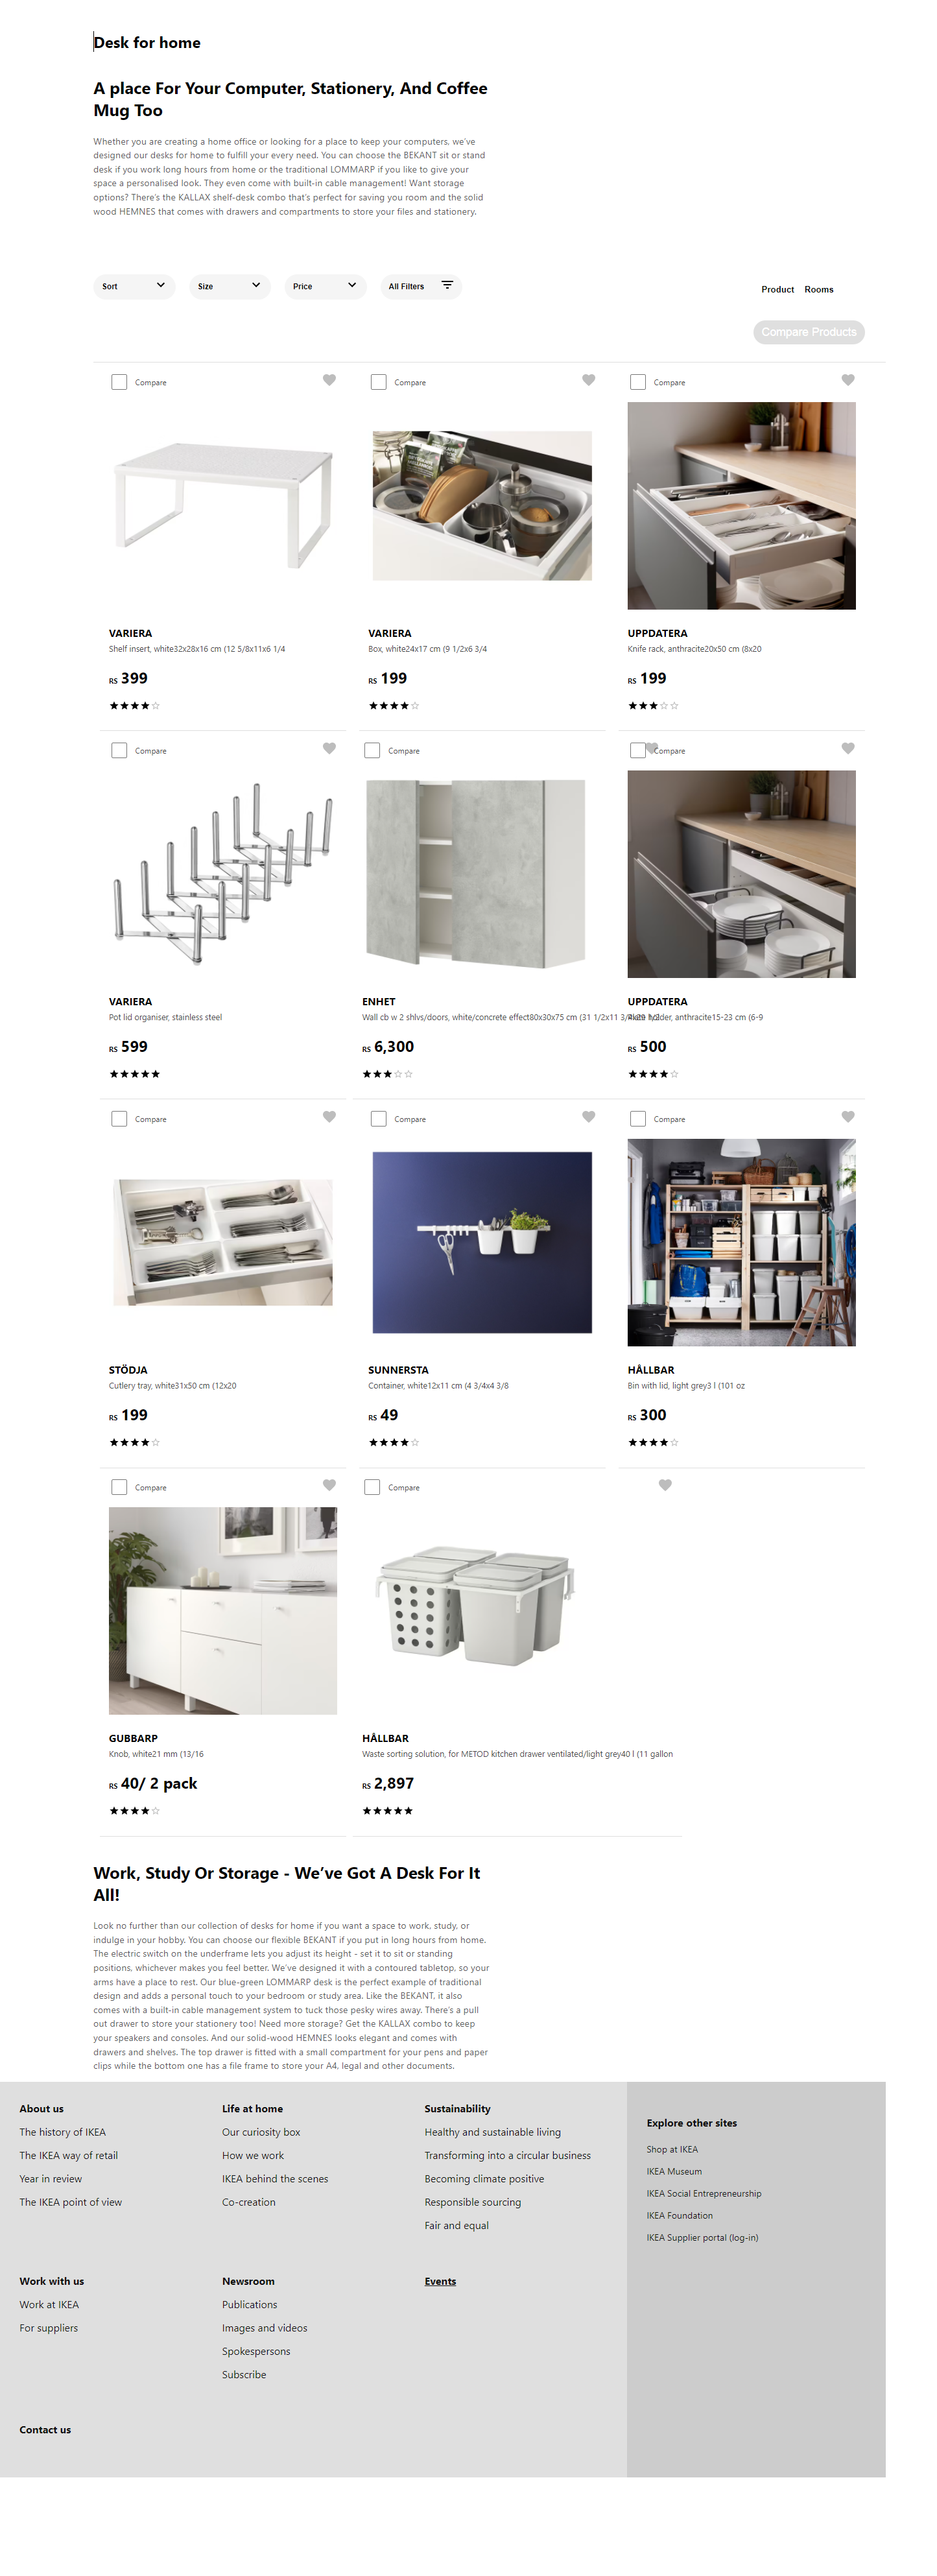 Desk for home
A place For Your Computer, Stationery, And Coffee
Mug Too
Whether you are creating a home office or looking for a place to keep your computers, we've
designed our desks for home to fulfill your every need. You can choose the BEKANT sit or stand
desk if you work long hours from home or the traditional LOMMARP if you like to give your
space a personalised look. They even come with built-in cable management! Want storage
options? There's the KALLAX shelf-desk combo that's perfect for saving you room and the solid
wood HEMNES that comes with drawers and compartments to store your files and stationery.
Sort Size Price All Filters
Product Rooms
Compare Products
Compare Compare Compare
VARIERA VARIERA UPPDATERA
Shelf insert, white32x28x16 cm (12 5/8x11x6 1/4 Box, white24x17 cm (9 1/2x6 3/4 Knife rack, anthracite20x50 cm (8x20
RS 399 RS 199 RS 199
Compare Compare Compare
VARIERA ENHET UPPDATERA
Pot lid organiser, stainless steel Wall cb w 2 shlvs/doors, white/concrete effect80x30x75 cm (31 1/2x11 3/4x29 1/2 holder, anthracite15-23 cm (6-9
RS 599 RS 6,300 RS 500
Compare Compare Compare
STÖDJA SUNNERSTA HÅLLBAR
Cutlery tray, white31x50 cm (12x20 Container, white12x11 cm (4 3/4x4 3/8 Bin with lid, light grey3 l (101 oz
RS 199 RS 49 RS 300
Compare Compare
GUBBARP HÅLLBAR
Knob, white21 mm (13/16 Waste sorting solution, for METOD kitchen drawer ventilated/light grey40 l (11 gallon
RS 40/ 2 pack RS 2,897
Work, Study Or Storage - We've Got A Desk For It
All!
Look no further than our collection of desks for home if you want a space to work, study, or
indulge in your hobby. You can choose our flexible BEKANT if you put in long hours from home.
The electric switch on the underframe lets you adjust its height - set it to sit or standing
positions, whichever makes you feel better. We've designed it with a contoured tabletop, so your
arms have a place to rest. Our blue-green LOMMARP desk is the perfect example of traditional
design and adds a personal touch to your bedroom or study area. Like the BEKANT, it also
comes with a built-in cable management system to tuck those pesky wires away. There's a pull
out drawer to store your stationery too! Need more storage? Get the KALLAX combo to keep
your speakers and consoles. And our solid-wood HEMNES looks elegant and comes with
drawers and shelves. The top drawer is fitted with a small compartment for your pens and paper
clips while the bottom one has a file frame to store your A4, legal and other documents.
About us
The history of IKEA
The IKEA way of retail
Year in review
The IKEA point of view
Life at home
Our curiosity box
How we work
IKEA behind the scenes
Co-creation
Sustainability
Healthy and sustainable living
Transforming into a circular business
Becoming climate positive
Responsible sourcing
Fair and equal
Explore other sites
Shop at IKEA
IKEA Museum
IKEA Social Entrepreneurship
IKEA Foundation
IKEA Supplier portal (log-in)
Work with us
Work at IKEA
For suppliers
Newsroom
Publications
Images and videos
Spokespersons
Subscribe
Events
Contact us